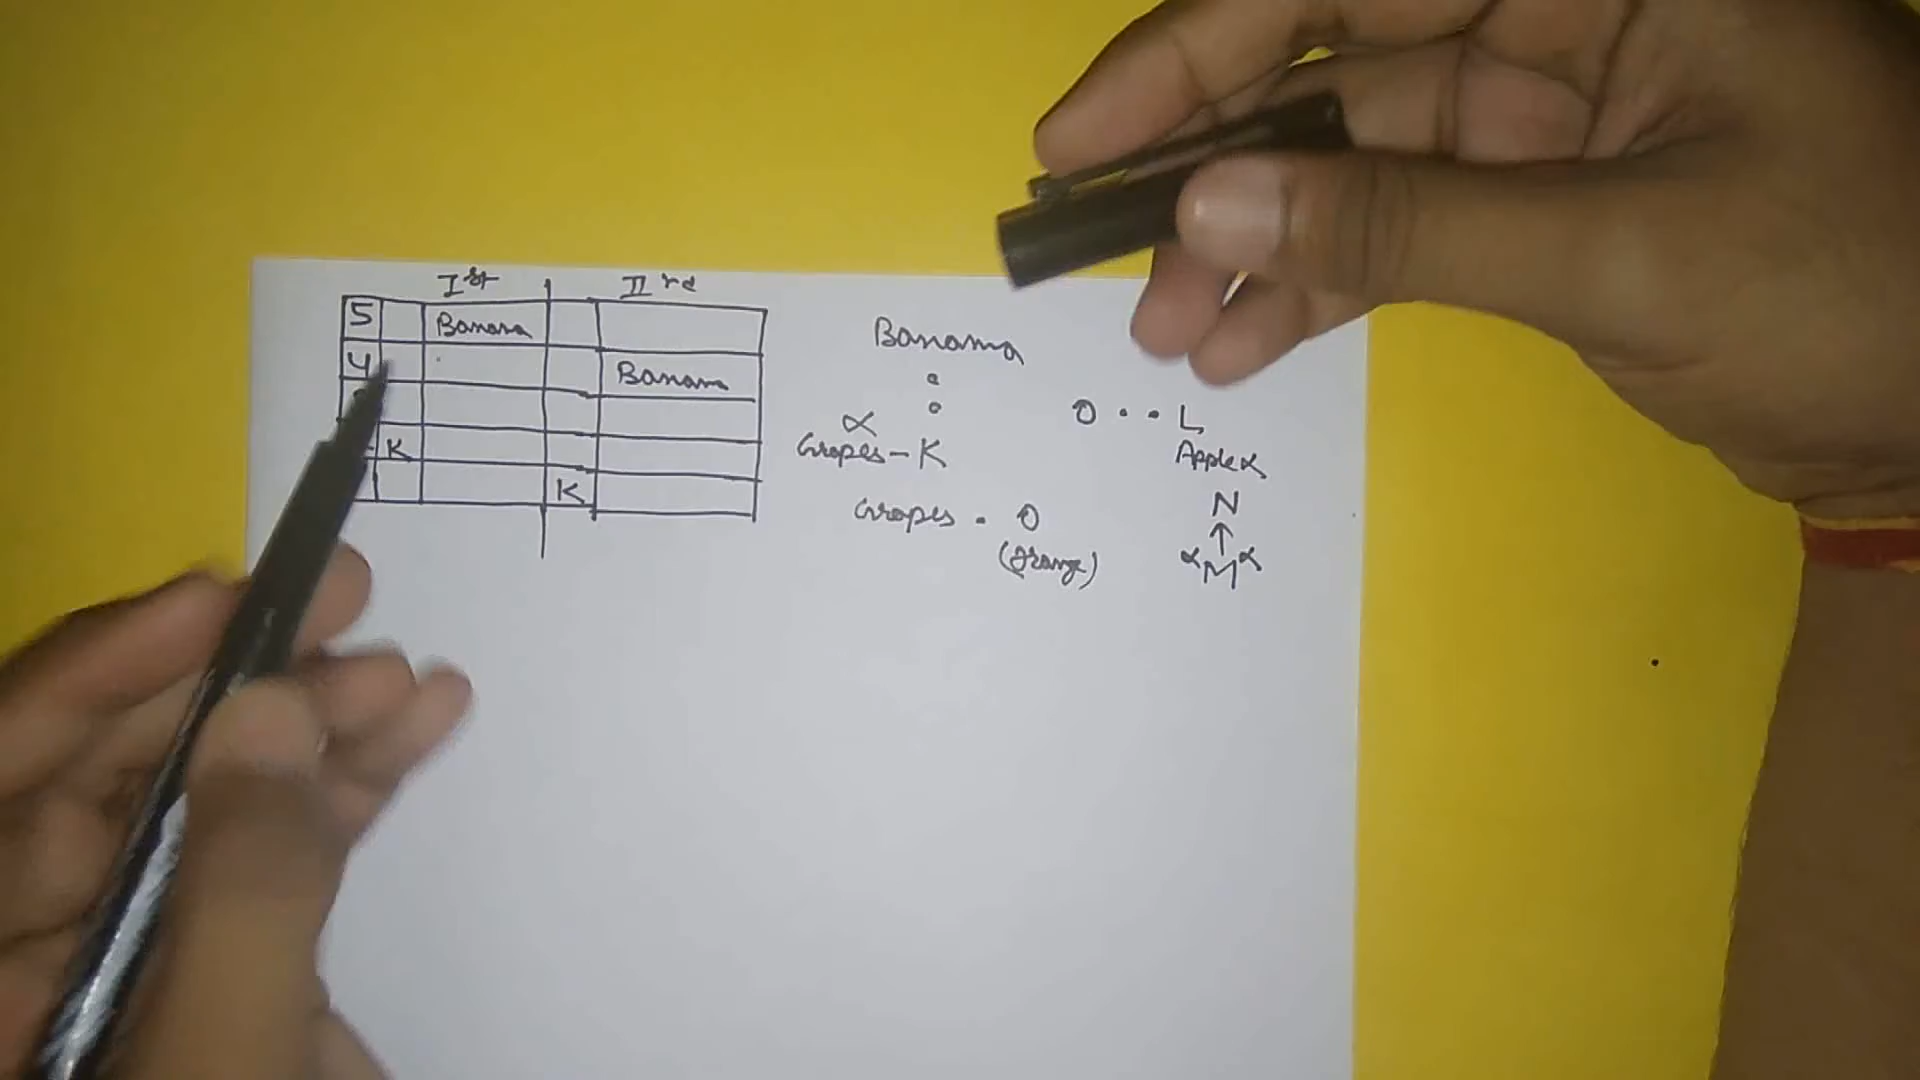 Ist IInd
5 Banana
4 Banana
K
K
Banana
α
Grapes - K
Grapes . O
(Orange)
O . . L
Apple α
N
↑
α M α